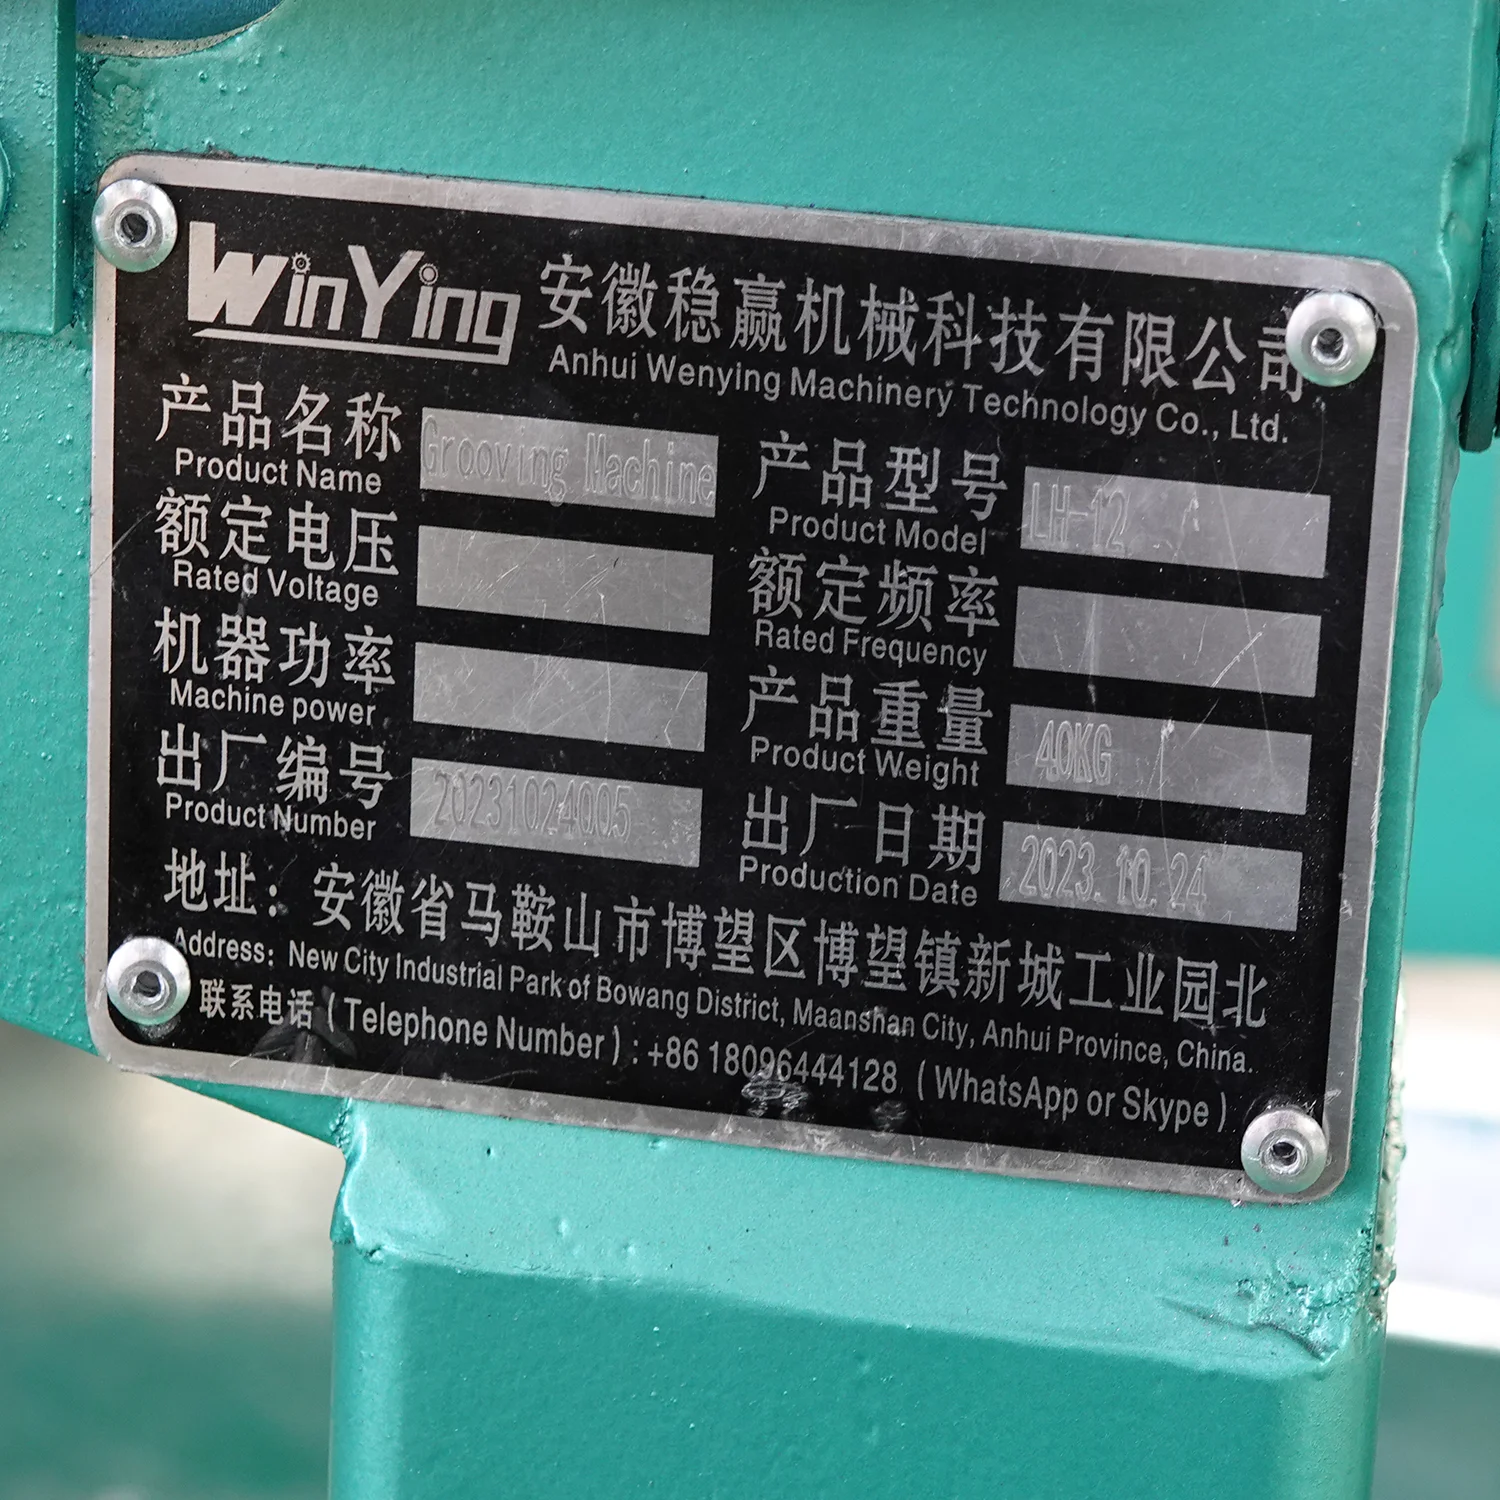 WinYing 安徽稳赢机械科技有限公司
Anhui Wenying Machinery Technology Co., Ltd.
产品名称 Grooving Machine 产品型号 LH-12
Product Name Product Model
额定电压 额定频率
Rated Voltage Rated Frequency
机器功率 产品重量 40KG
Machine power Product Weight
出厂编号 20231024005 出厂日期 2023.10.24
Product Number Production Date
地址：安徽省马鞍山市博望区博望镇新城工业园北
Address: New City Industrial Park of Bowang District, Maanshan City, Anhui Province, China.
联系电话 (Telephone Number) : +86 18096444128 (WhatsApp or Skype)